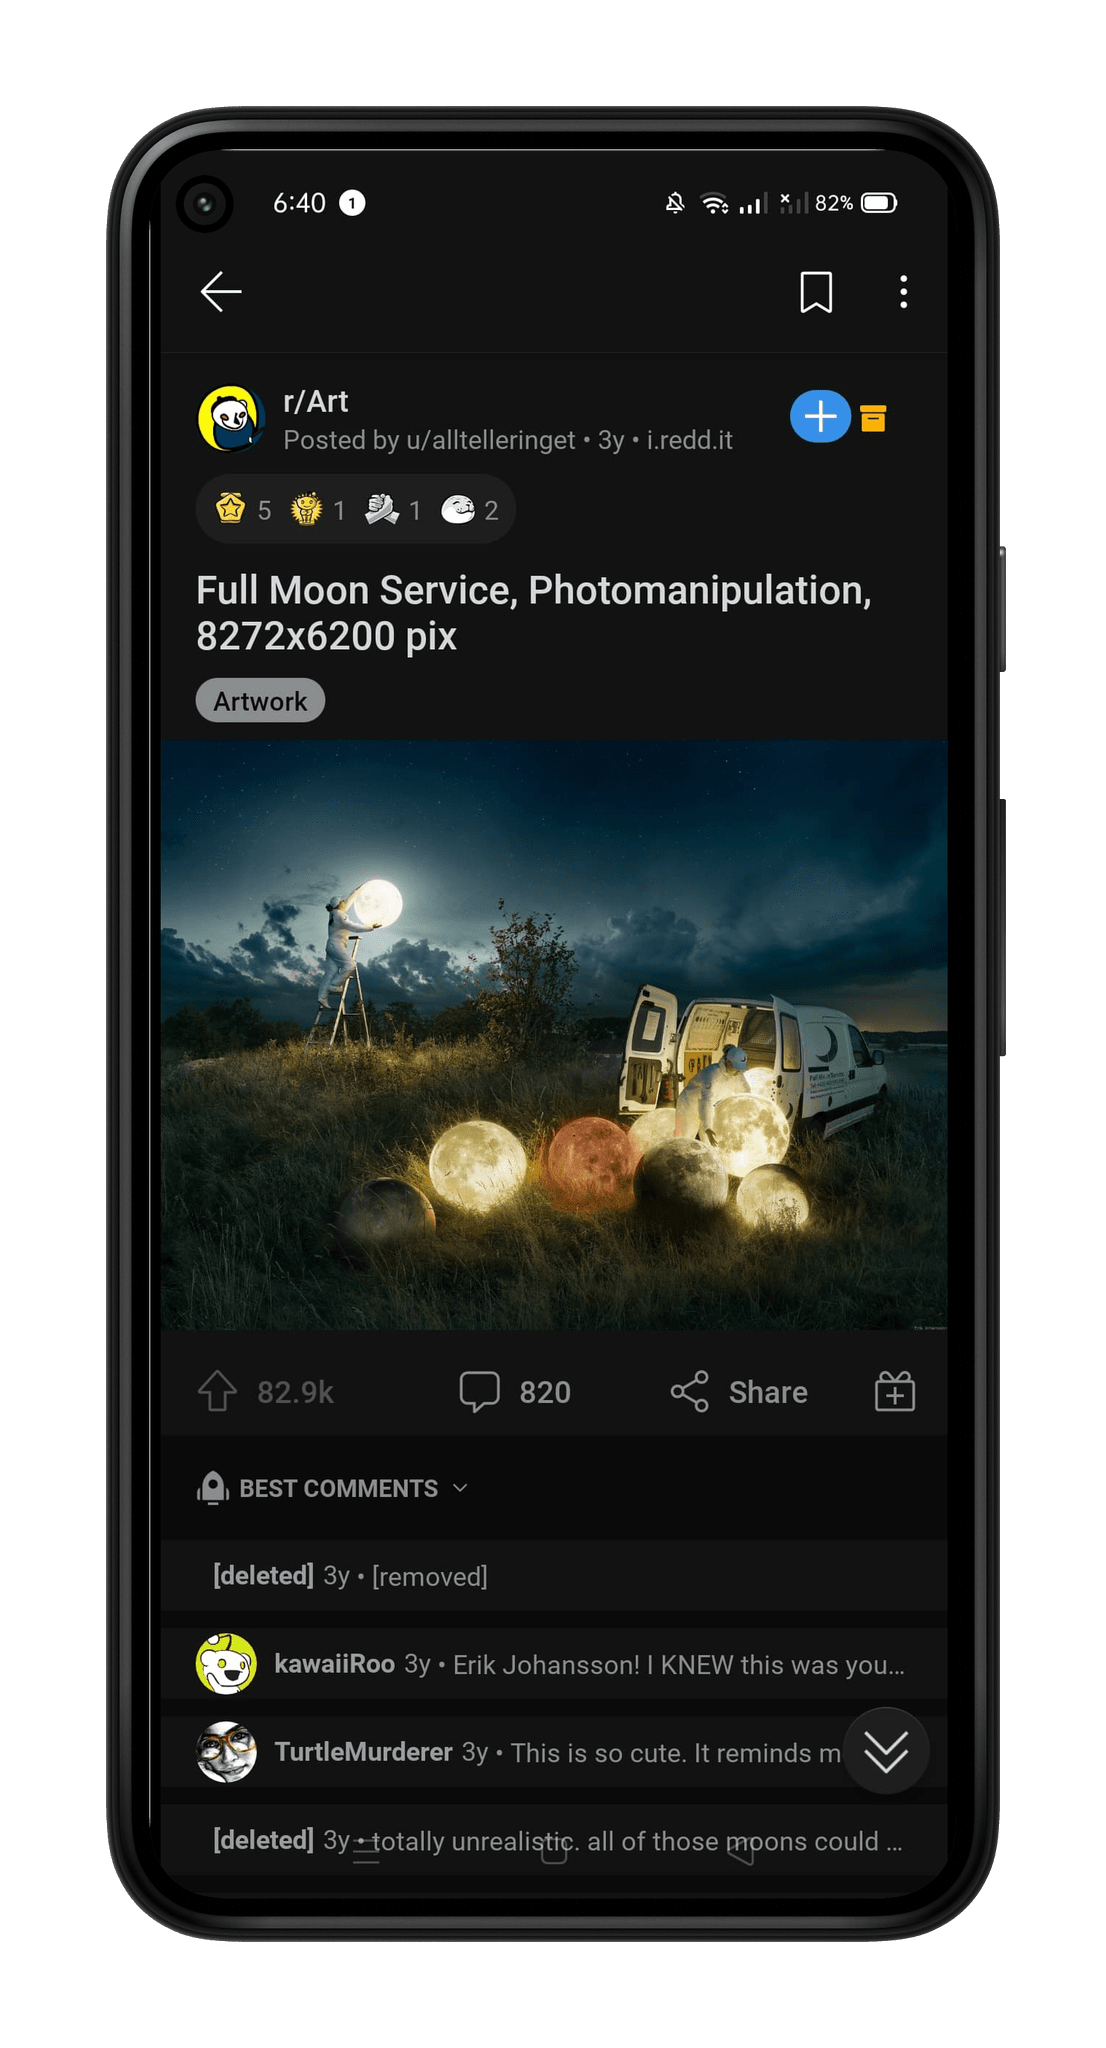 6:40 1 82%
r/Art
Posted by u/alltelleringet • 3y • i.redd.it
5 1 1 2
Full Moon Service, Photomanipulation,
8272x6200 pix
Artwork
82.9k 820 Share
BEST COMMENTS
[deleted] 3y • [removed]
kawaiiRoo 3y • Erik Johansson! I KNEW this was you...
TurtleMurderer 3y • This is so cute. It reminds m
[deleted] 3y • totally unrealistic. all of those moons could ...